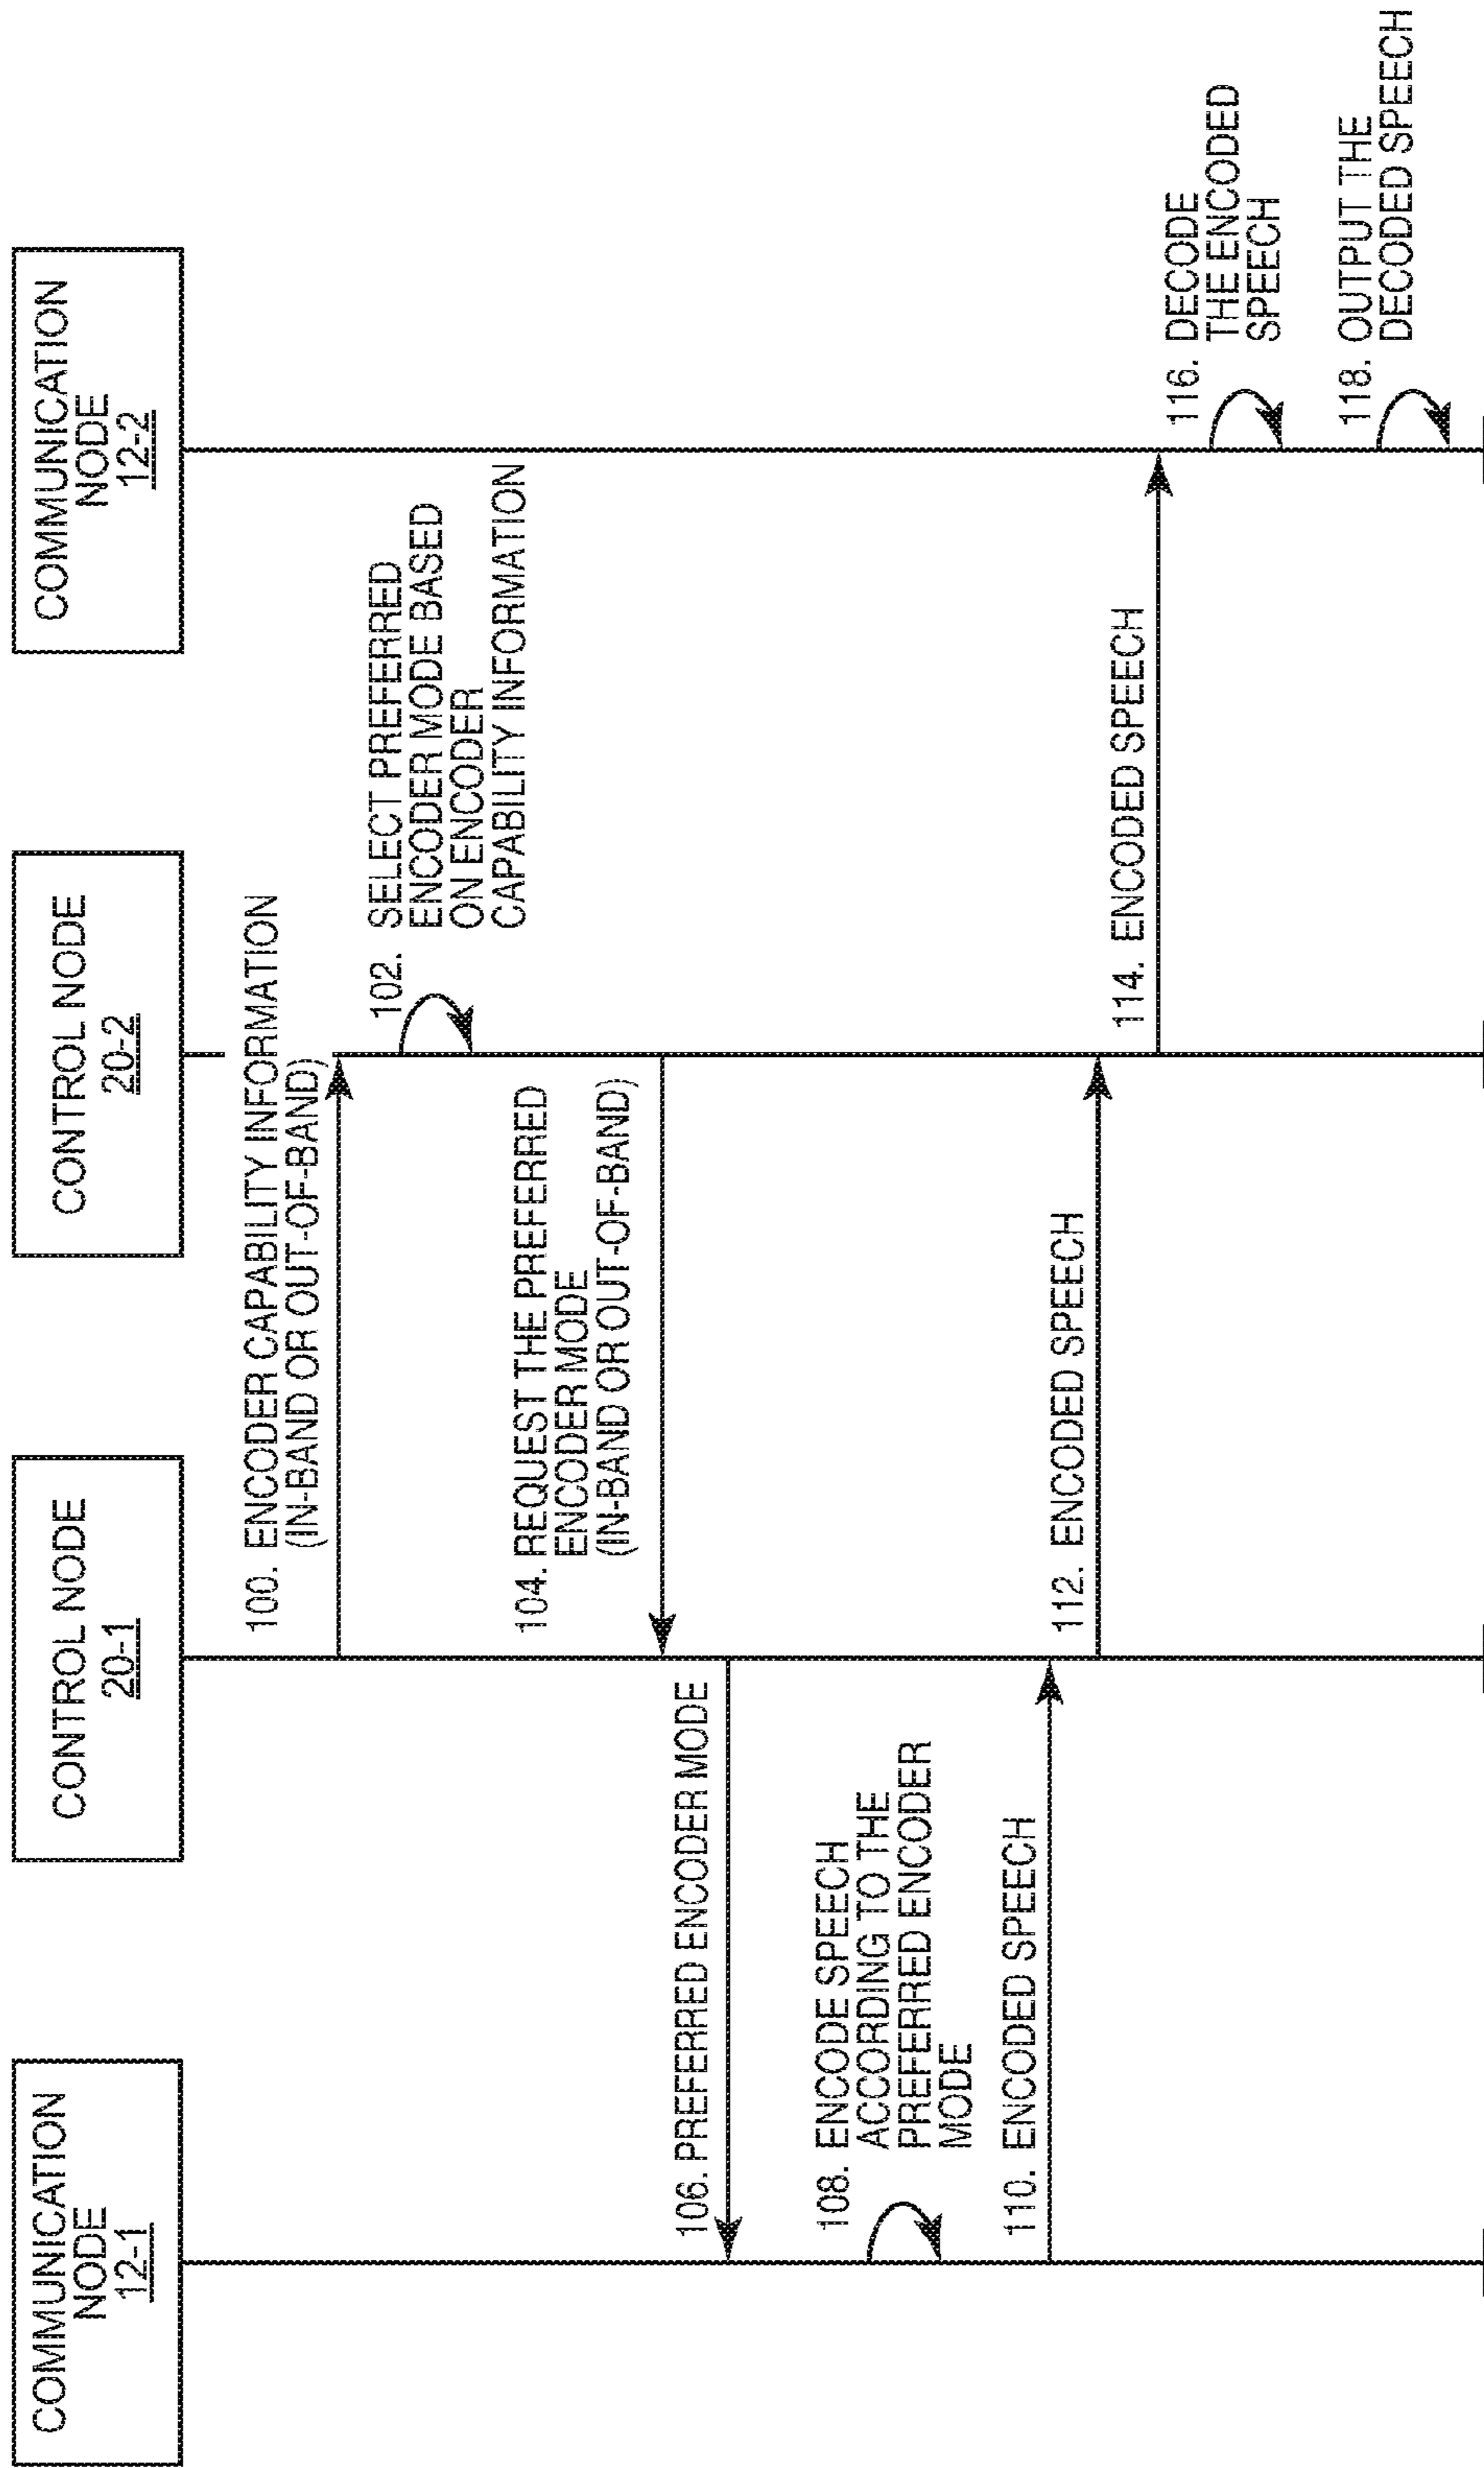 COMMUNICATION
NODE
12-1
CONTROL NODE
20-1
CONTROL NODE
20-2
COMMUNICATION
NODE
12-2
100. ENCODER CAPABILITY INFORMATION
(IN-BAND OR OUT-OF-BAND)
102. SELECT PREFERRED
ENCODER MODE BASED
ON ENCODER
CAPABILITY INFORMATION
104. REQUEST THE PREFERRED
ENCODER MODE
(IN-BAND OR OUT-OF-BAND)
106. PREFERRED ENCODER MODE
108. ENCODE SPEECH
ACCORDING TO THE
PREFERRED ENCODER
MODE
110. ENCODED SPEECH
112. ENCODED SPEECH
114. ENCODED SPEECH
116. DECODE
THE ENCODED
SPEECH
118. OUTPUT THE
DECODED SPEECH